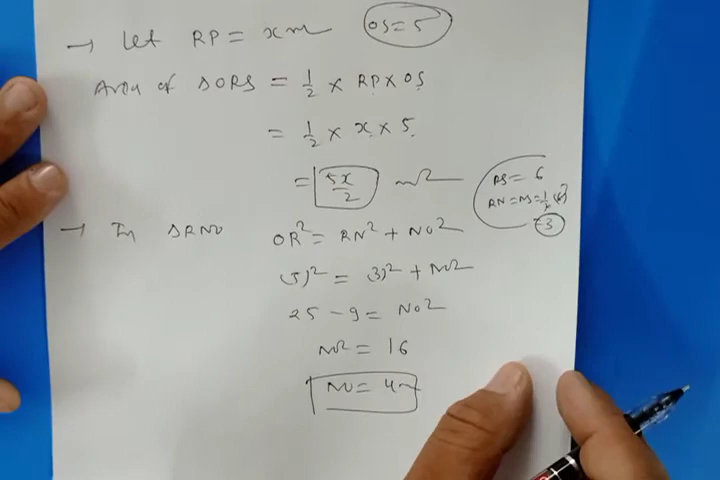 → Let RP = xm OS = 5
Area of ΔORS = 1/2 × RP × OS
= 1/2 × x × 5
= 5x/2 m²
RS = 6
RN = NS = 1/2 (6)
= 3
→ In ΔRNO OR² = RN² + NO²
(5)² = (3)² + NO²
25 - 9 = NO²
NO² = 16
NO = 4m